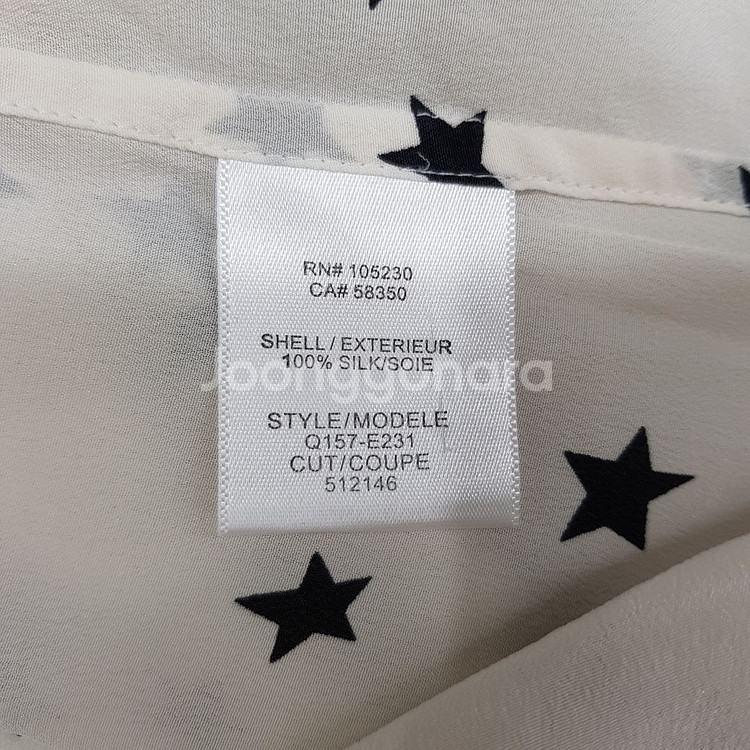 RN# 105230
CA# 58350
SHELL / EXTERIEUR
100% SILK/SOIE
Joonggonara
STYLE/MODELE
Q157-E231
CUT/COUPE
512146